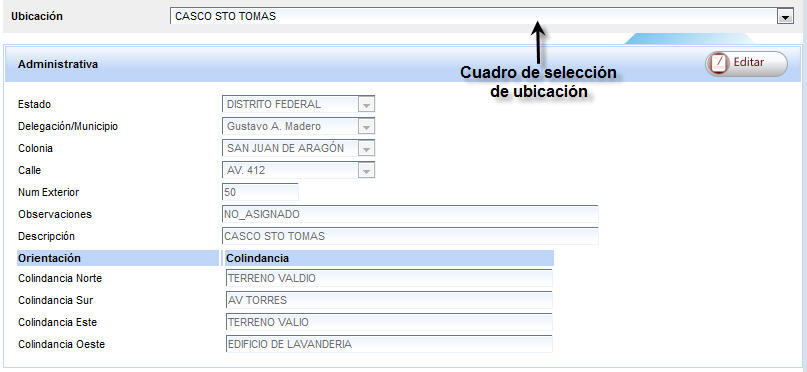 Ubicación CASCO STO TOMAS
Cuadro de selección
de ubicación
Administrativa Editar
Estado DISTRITO FEDERAL
Delegación/Municipio Gustavo A. Madero
Colonia SAN JUAN DE ARAGÓN
Calle AV. 412
Num Exterior 50
Observaciones NO_ASIGNADO
Descripción CASCO STO TOMAS
Orientación Colindancia
Colindancia Norte TERRENO VALDIO
Colindancia Sur AV TORRES
Colindancia Este TERRENO VALIO
Colindancia Oeste EDIFICIO DE LAVANDERIA